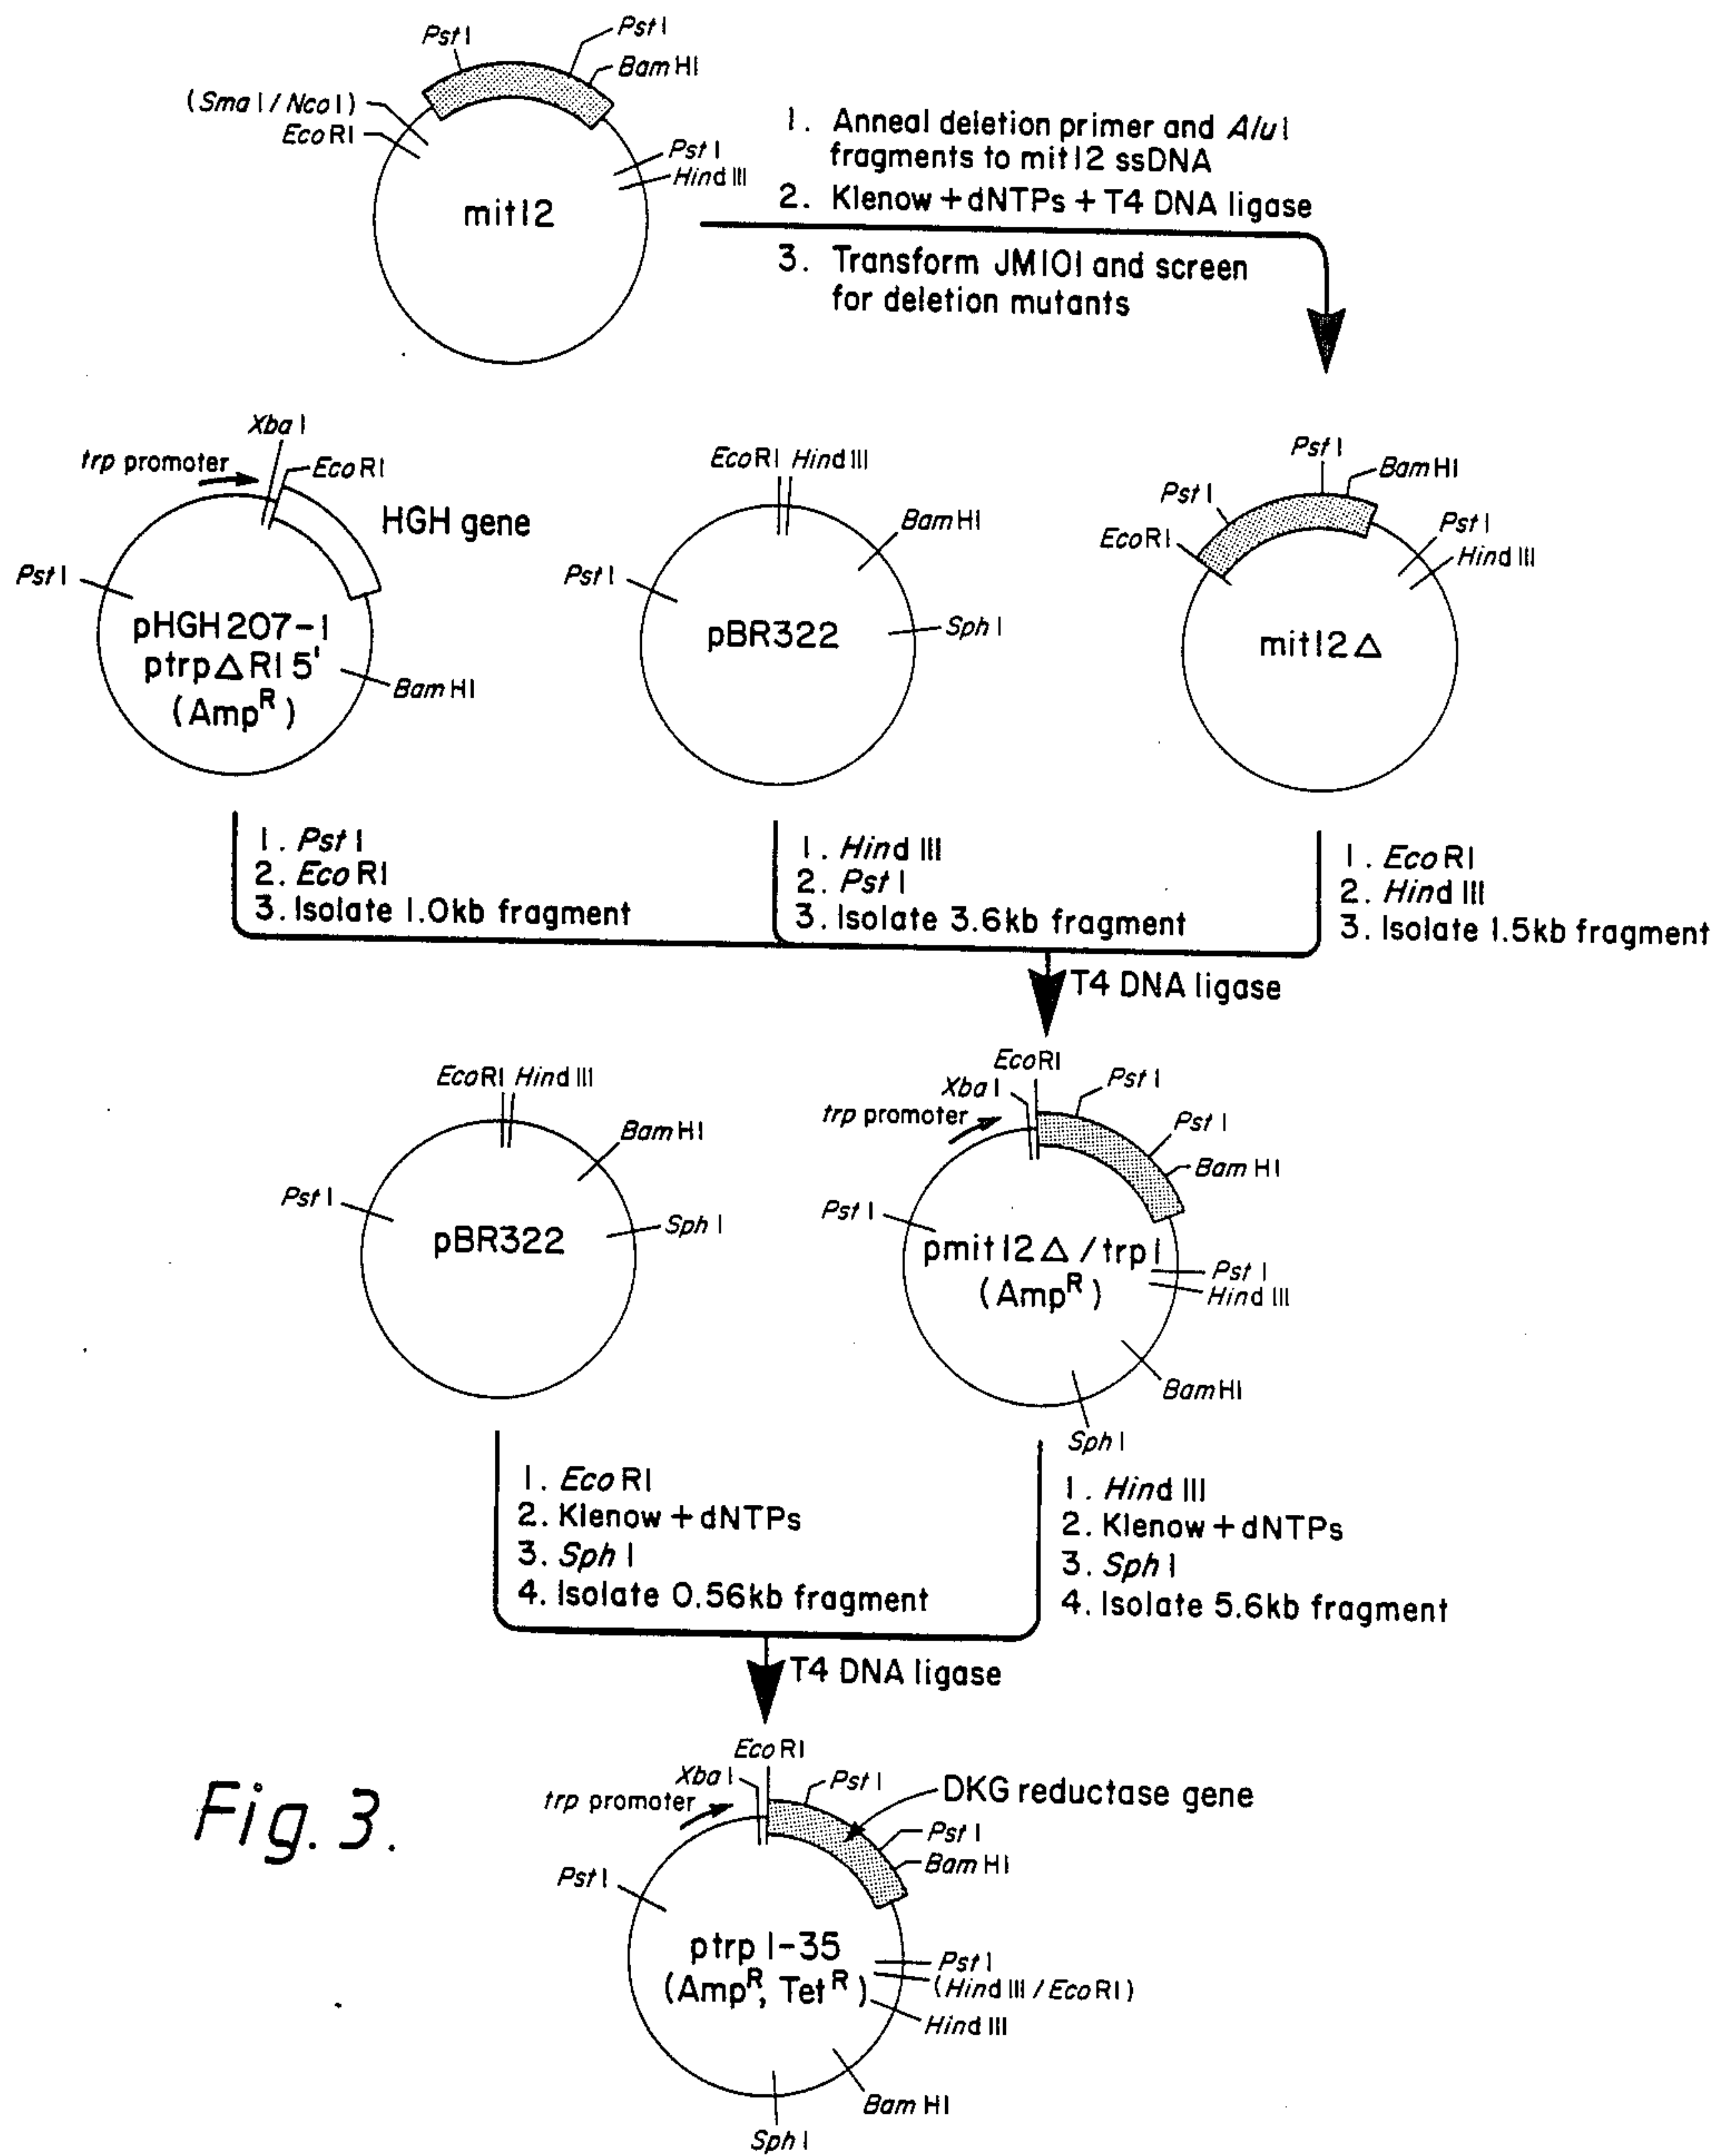 Pst I
Pst I
Bam HI
(Sma I / Nco I)
Eco RI
Pst I
Hind III
mit12
1. Anneal deletion primer and Alu I
fragments to mit12 ssDNA
2. Klenow + dNTPs + T4 DNA ligase
3. Transform JM101 and screen
for deletion mutants
Xba I
trp promoter
Eco RI
HGH gene
Pst I
pHGH207-1
ptrp△RI 5'
(Amp^R)
Bam HI
Eco RI Hind III
Bam HI
Pst I
pBR322
Sph I
Pst I
Bam HI
Pst I
Eco RI
Pst I
Hind III
mit12△
1. Pst I
2. Eco RI
3. Isolate 1.0kb fragment
1. Hind III
2. Pst I
3. Isolate 3.6kb fragment
1. Eco RI
2. Hind III
3. Isolate 1.5kb fragment
T4 DNA ligase
Eco RI Hind III
Bam HI
Pst I
pBR322
Sph I
Eco RI
Xba I
trp promoter
Pst I
Pst I
Bam HI
Pst I
pmit12△/trp1
(Amp^R)
Pst I
Hind III
Bam HI
Sph I
1. Eco RI
2. Klenow + dNTPs
3. Sph I
4. Isolate 0.56kb fragment
1. Hind III
2. Klenow + dNTPs
3. Sph I
4. Isolate 5.6kb fragment
T4 DNA ligase
Fig. 3.
Eco RI
Xba I
trp promoter
Pst I
DKG reductase gene
Pst I
Bam HI
Pst I
ptrp 1-35
(Amp^R, Tet^R)
Pst I
(Hind III / Eco RI)
Hind III
Bam HI
Sph I